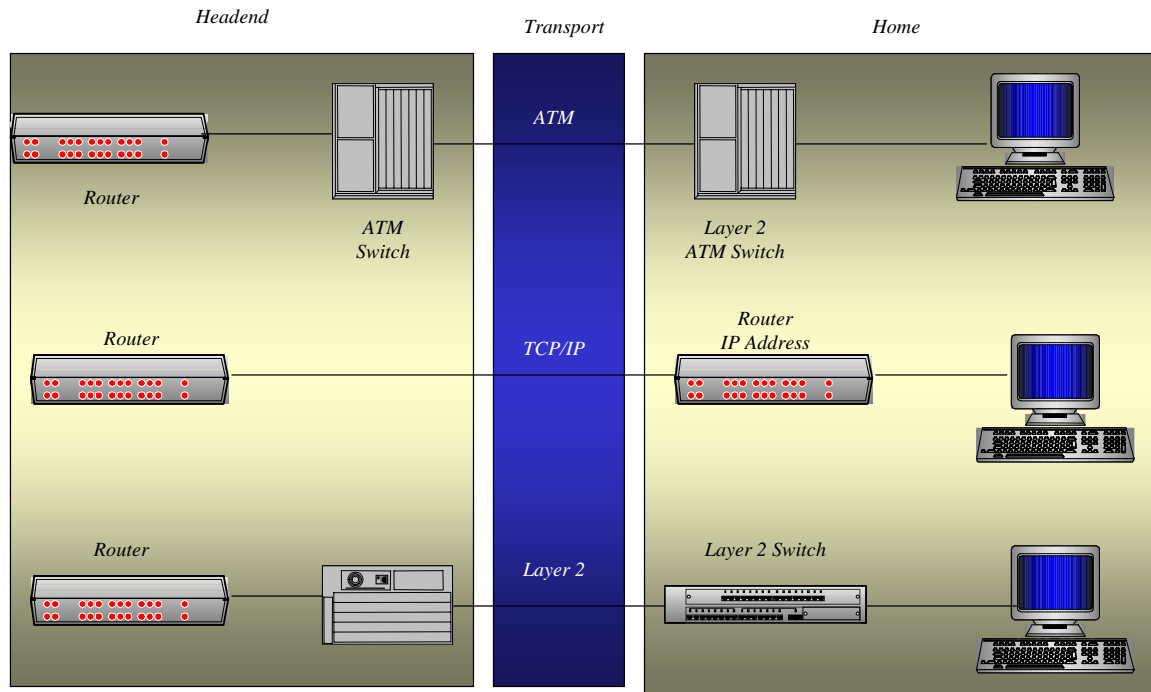 Headend
Transport
Home
ATM
Router
ATM
Switch
Layer 2
ATM Switch
Router
TCP/IP
Router
IP Address
Router
Layer 2
Layer 2 Switch